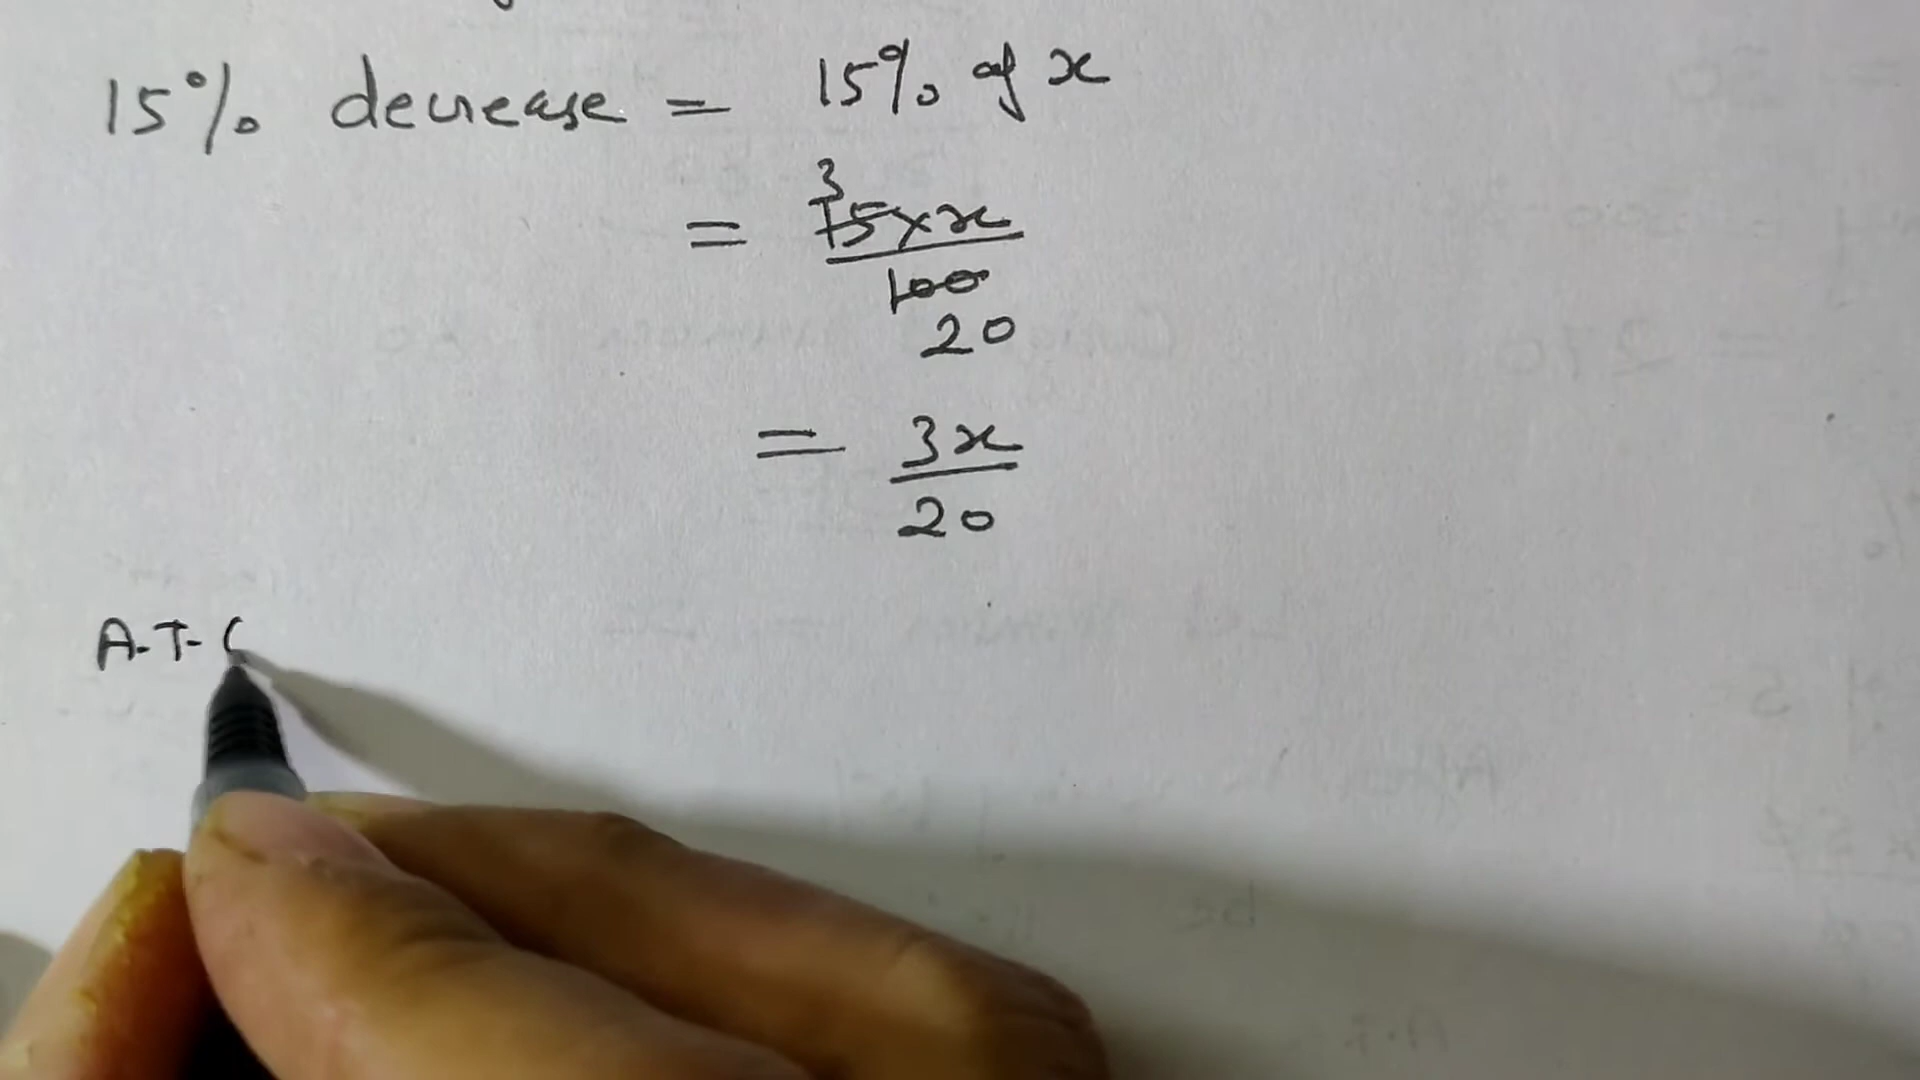 15% decrease = 15% of x
3
= 15 × x
100
20
= 3x
20
A.T.